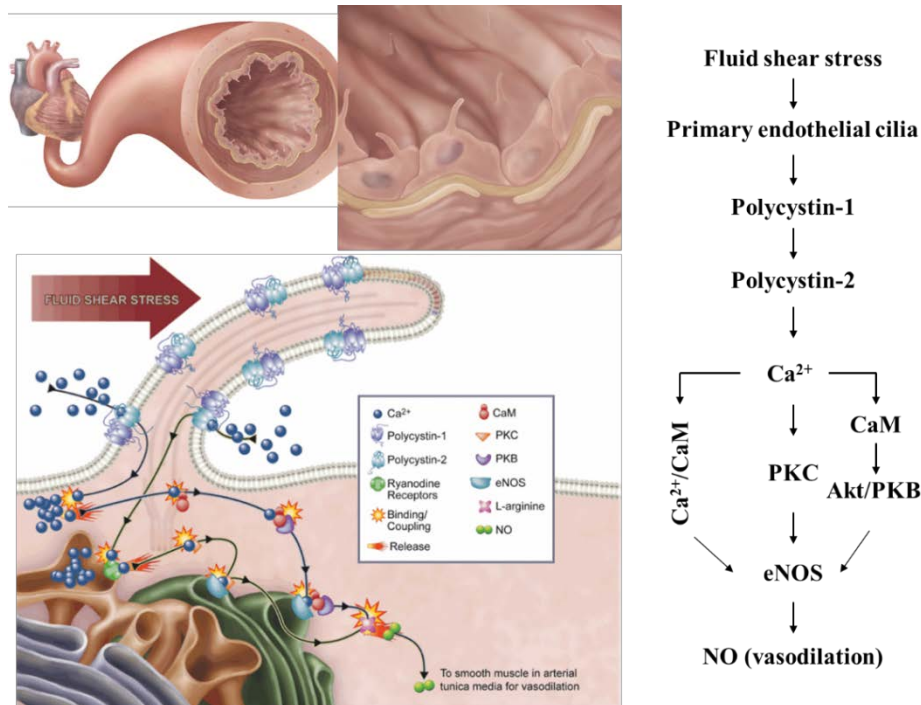 FLUID SHEAR STRESS
Ca²⁺
Polycystin-1
Polycystin-2
Ryanodine
Receptors
Binding/
Coupling
Release
CaM
PKC
PKB
eNOS
L-arginine
NO
To smooth muscle in arterial
tunica media for vasodilation
Fluid shear stress
Primary endothelial cilia
Polycystin-1
Polycystin-2
Ca²⁺
Ca²⁺/CaM
PKC
CaM
Akt/PKB
eNOS
NO (vasodilation)